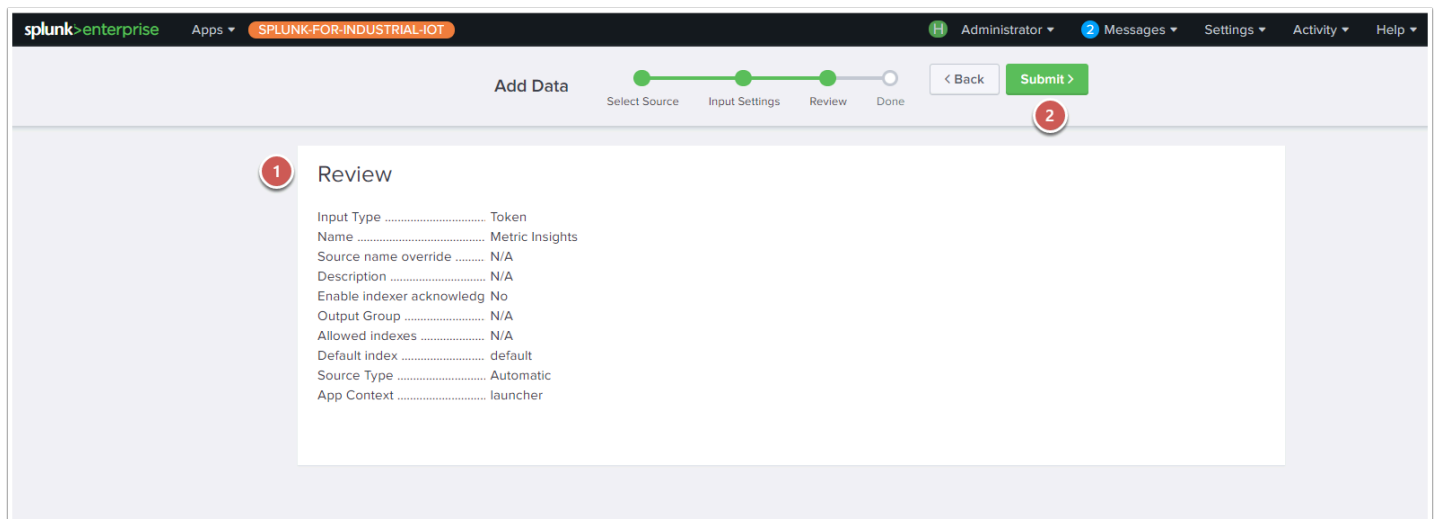 splunk>enterprise Apps SPLUNK-FOR-INDUSTRIAL-IOT H Administrator 2 Messages Settings Activity Help
Add Data
Select Source Input Settings Review Done
< Back Submit >
2
1
Review
Input Type ................................ Token
Name ........................................ Metric Insights
Source name override ......... N/A
Description .............................. N/A
Enable indexer acknowledg No
Output Group ......................... N/A
Allowed indexes .................... N/A
Default index .......................... default
Source Type ............................ Automatic
App Context ............................ launcher